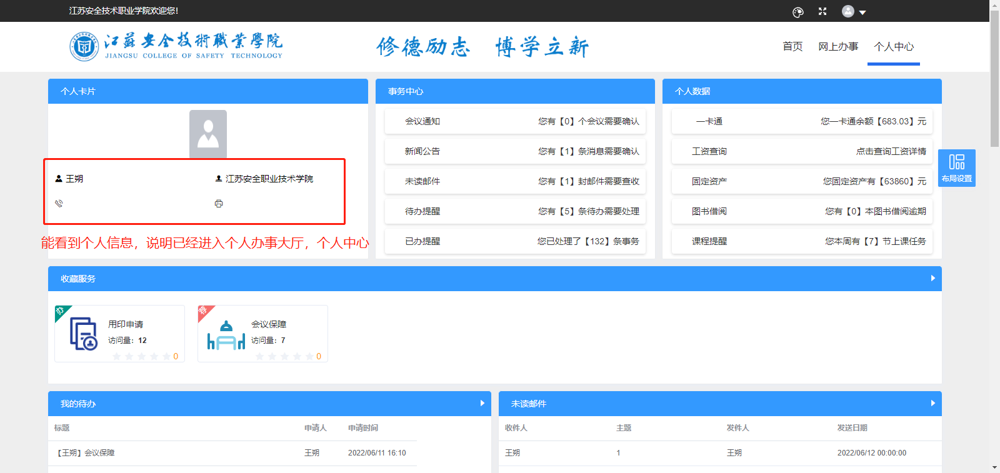 江苏安全技术职业学院欢迎您!
江苏安全技術職業學院
JIANGSU COLLEGE OF SAFETY TECHNOLOGY
修德励志 博学立新
首页 网上办事 个人中心
个人卡片
王朔 江苏安全职业技术学院
能看到个人信息，说明已经进入个人办事大厅，个人中心
事务中心
会议通知 您有【0】个会议需要确认
新闻公告 您有【1】条消息需要确认
未读邮件 您有【1】封邮件需要查收
待办提醒 您有【5】条待办需要处理
已办提醒 您已处理了【132】条事务
个人数据
一卡通 您一卡通余额【683.03】元
工资查询 点击查询工资详情
固定资产 您固定资产有【63860】元
图书借阅 您有【0】本图书借阅逾期
课程提醒 您本周有【7】节上课任务
布局设置
收藏服务
办
用印申请
访问量：12
0
荐
会议保障
访问量：7
0
我的待办
标题 申请人 申请时间
【王朔】会议保障 王朔 2022/06/11 16:10
未读邮件
收件人 主题 发件人 发送日期
王朔 1 王朔 2022/06/12 00:00:00